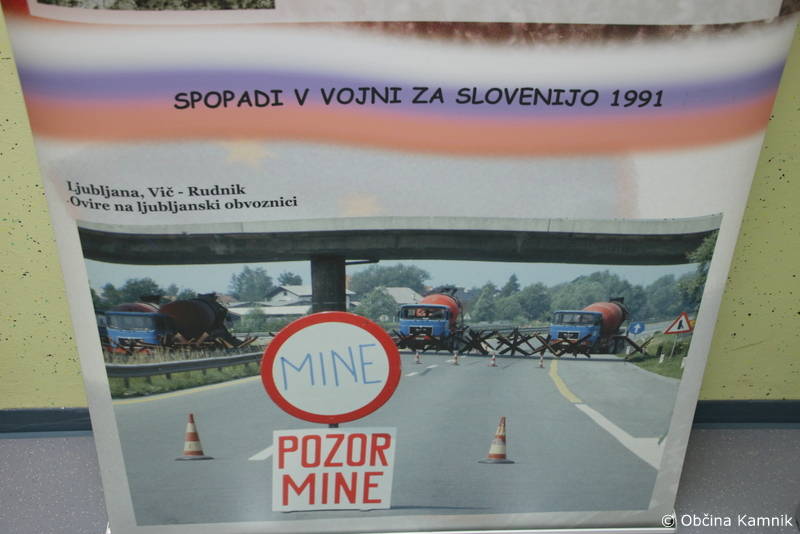 SPOPADI V VOJNI ZA SLOVENIJO 1991
Ljubljana, Vič - Rudnik
Ovire na ljubljanski obvoznici
MINE
POZOR
MINE
© Občina Kamnik